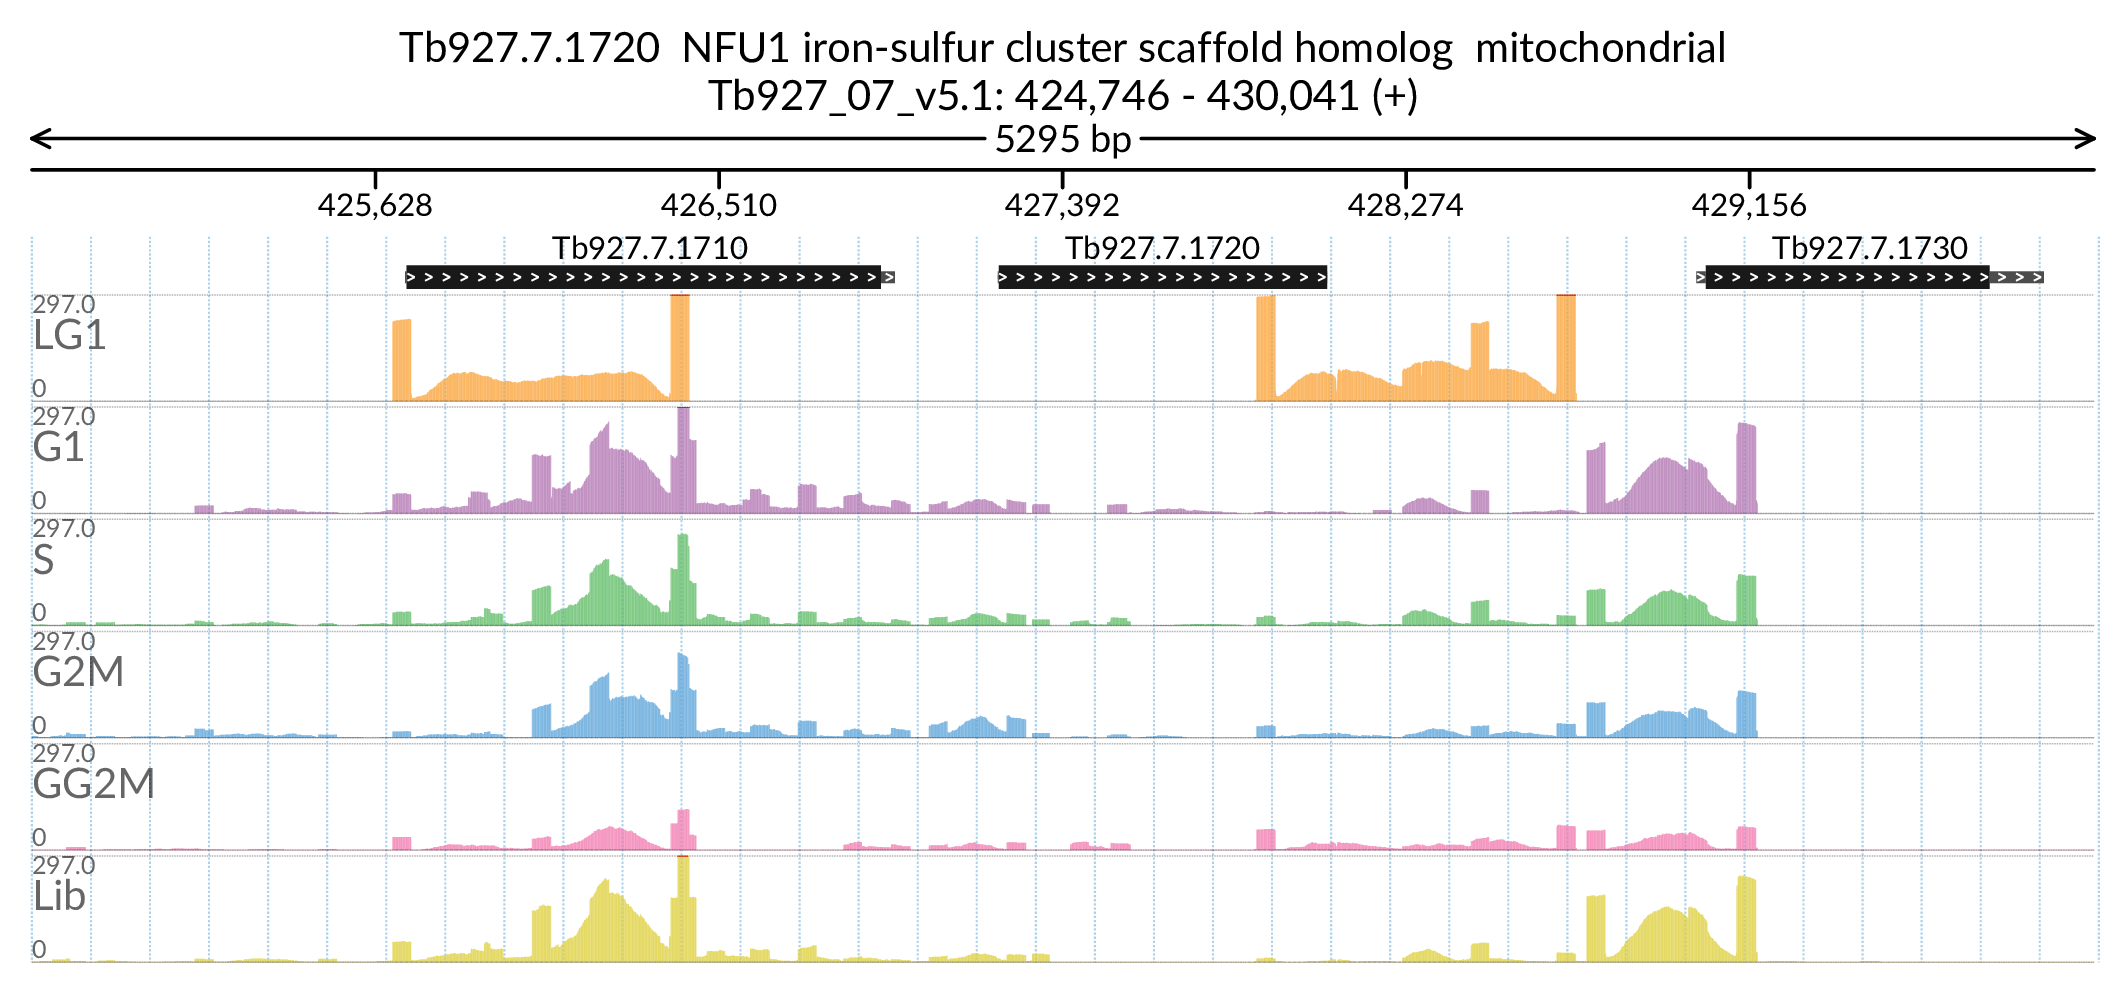 Tb927.7.1720  NFU1 iron-sulfur cluster scaffold homolog  mitochondrial
Tb927_07_v5.1: 424,746 - 430,041 (+)
5295 bp
425,628 426,510 427,392 428,274 429,156
Tb927.7.1710 Tb927.7.1720 Tb927.7.1730
297.0
LG1
0
297.0
G1
0
297.0
S
0
297.0
G2M
0
297.0
GG2M
0
297.0
Lib
0